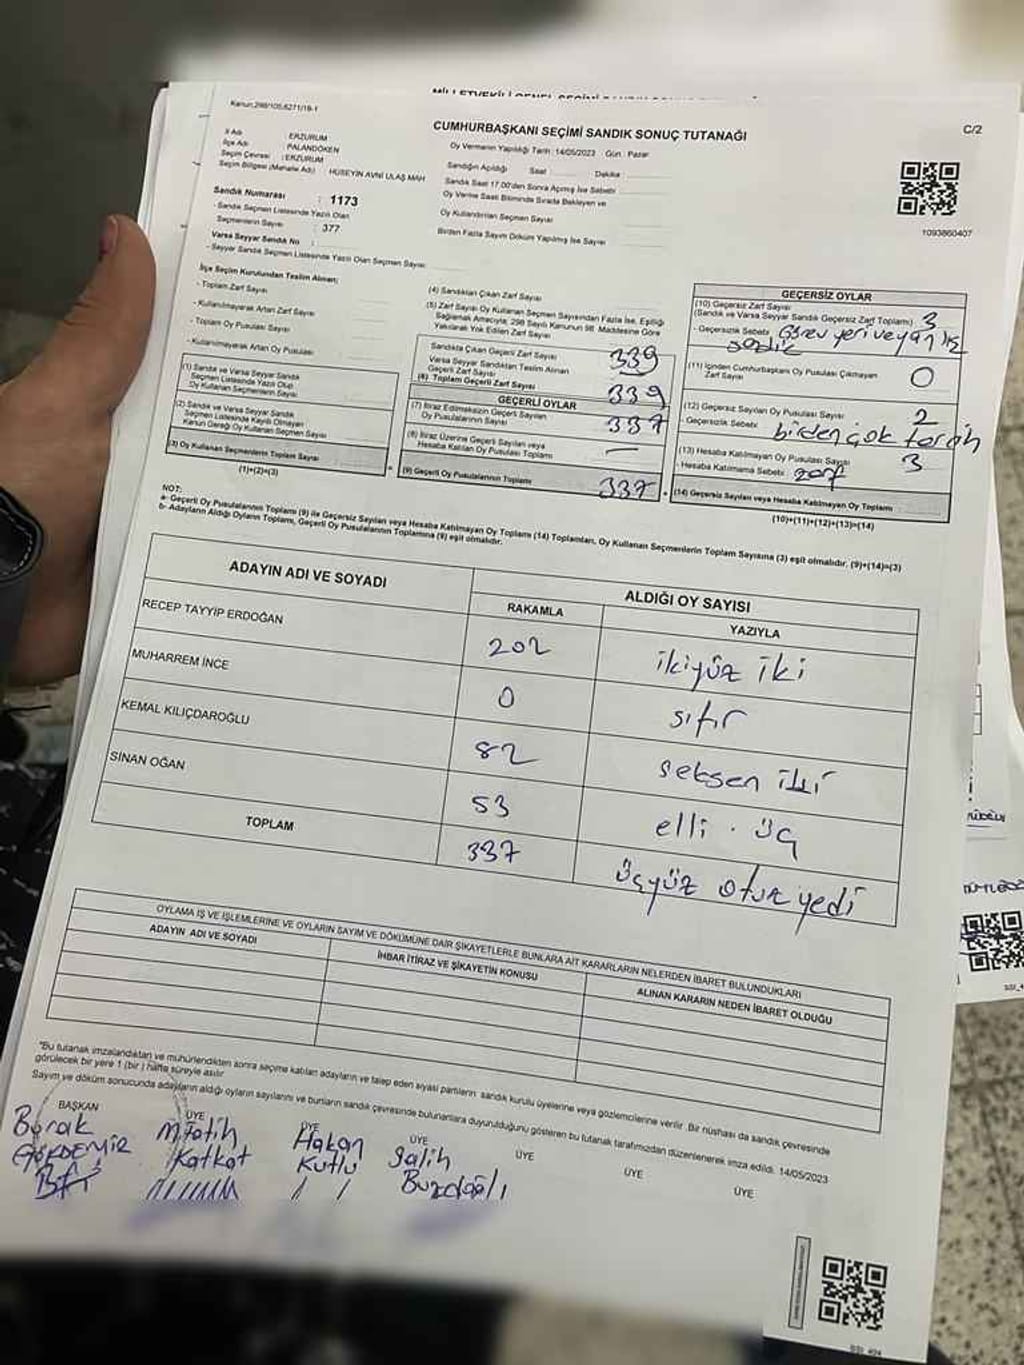 Kanun;298/105,6271/19-1
CUMHURBAŞKANI SEÇİMİ SANDIK SONUÇ TUTANAĞI
C/2
İl Adı : ERZURUM
İlçe Adı : PALANDÖKEN
Seçim Çevresi : ERZURUM
Seçim Bölgesi (Mahalle Adı) : HÜSEYİN AVNİ ULAŞ MAH
Sandık Numarası : 1173
- Sandık Seçmen Listesinde Yazılı Olan
Seçmenlerin Sayısı : 377
Varsa Seyyar Sandık No :
- Seyyar Sandık Seçmen Listesinde Yazılı Olan Seçmen Sayısı
Oy Vermenin Yapıldığı Tarih : 14/05/2023 Gün : Pazar
Sandığın Açıldığı Saat Dakika
Sandık Saat 17.00'den Sonra Açılmış İse Sebebi
Oy Verme Saati Bitiminde Sırada Bekleyen ve
Oy Kullandırılan Seçmen Sayısı
Birden Fazla Sayım Döküm Yapılmış İse Sayısı
1093860407
İlçe Seçim Kurulundan Teslim Alınan;
- Toplam Zarf Sayısı
- Kullanılmayarak Artan Zarf Sayısı
- Toplam Oy Pusulası Sayısı
- Kullanılmayarak Artan Oy Pusulası
(1) Sandık ve Varsa Seyyar Sandık
Seçmen Listesinde Yazılı Olup
Oy Kullanan Seçmen Sayısı
(2) Sandık ve Varsa Seyyar Sandık
Seçmen Listesinde Kayıtlı Olmayan
Kanun Gereği Oy Kullanan Seçmen Sayısı
(3) Oy Kullanan Seçmenlerin Toplam Sayısı
(1)+(2)=(3)
(4) Sandıktan Çıkan Zarf Sayısı
(5) Zarf Sayısı Oy Kullanan Seçmen Sayısından Fazla İse, Eşitliği
Sağlamak Amacıyla; 298 Sayılı Kanunun 98. Maddesine Göre
Yakılarak Yok Edilen Zarf Sayısı
Sandıkta Çıkan Geçerli Zarf Sayısı 339
Varsa Seyyar Sandıktan Teslim Alınan
Geçerli Zarf Sayısı
(6) Toplam Geçerli Zarf Sayısı 339
GEÇERLİ OYLAR
(7) İtiraz Edilmeksizin Geçerli Sayılan
Oy Pusulasının Sayısı 337
(8) İtiraz Üzerine Geçerli Sayılan veya
Hesaba Katılan Oy Pusulası Toplamı —
(9) Geçerli Oy Pusulalarının Toplamı 337
GEÇERSİZ OYLAR
(10) Geçersiz Zarf Sayısı
(Sandık ve Varsa Seyyar Sandık Geçersiz Zarf Toplamı) 3
- Geçersizlik Sebebi Görev yeri veyanlış
sandık
(11) İçinden Cumhurbaşkanı Oy Pusulası Çıkmayan
Zarf Sayısı 0
(12) Geçersiz Sayılan Oy Pusulası Sayısı 2
- Geçersizlik Sebebi birden çok tercih
(13) Hesaba Katılmayan Oy Pusulası Sayısı 3
- Hesaba Katılmama Sebebi zarf
(14) Geçersiz Sayılan veya Hesaba Katılmayan Oy Toplamı
(10)+(11)+(12)+(13)=(14)
NOT:
a- Geçerli Oy Pusulalarının Toplamı (9) ile Geçersiz Sayılan veya Hesaba Katılmayan Oy Toplamı (14) Toplamları, Oy Kullanan Seçmenlerin Toplam Sayısına (3) eşit olmalıdır. (9)+(14)=(3)
b- Adayların Aldığı Oyların Toplamı, Geçerli Oy Pusulalarının Toplamına (9) eşit olmalıdır.
ADAYIN ADI VE SOYADI
ALDIĞI OY SAYISI
RAKAMLA YAZIYLA
RECEP TAYYİP ERDOĞAN 202 ikiyüz iki
MUHARREM İNCE 0 sıfır
KEMAL KILIÇDAROĞLU 82 seksen iki
SİNAN OĞAN 53 elli üç
TOPLAM 337 üçyüz otuz yedi
OYLAMA İŞ VE İŞLEMLERİNE VE OYLARIN SAYIM VE DÖKÜMÜNE DAİR ŞİKAYETLERLE BUNLARA AİT KARARLARIN NELERDEN İBARET BULUNDUKLARI
ADAYIN ADI VE SOYADI
İHBAR İTİRAZ VE ŞİKAYETİN KONUSU
ALINAN KARARIN NEDEN İBARET OLDUĞU
"Bu tutanak imzalandıktan ve mühürlendikten sonra seçime katılan adayların ve talep eden siyasi partilerin sandık kurulu üyelerine veya gözlemcilerine verilir. Bir nüshası da sandık çevresinde
görülecek bir yere 1 (bir) hafta süreyle asılır.
Sayım ve döküm sonucunda adayların aldığı oyların sayılarını ve bunların sandık çevresinde bulunanlara duyurulduğunu gösteren bu tutanak tarafımızdan düzenlenerek imza edildi. 14/05/2023
BAŞKAN ÜYE ÜYE ÜYE ÜYE ÜYE ÜYE
Burak M.Fatih Hakan Salih
GÖKDEMİR Katkat Kutlu Buzdağlı